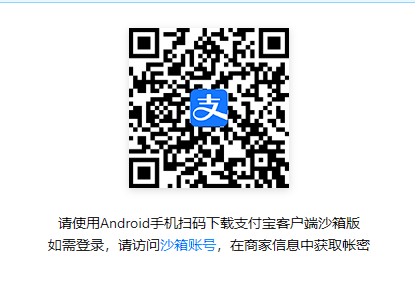 支
请使用Android手机扫码下载支付宝客户端沙箱版
如需登录，请访问沙箱账号，在商家信息中获取帐密